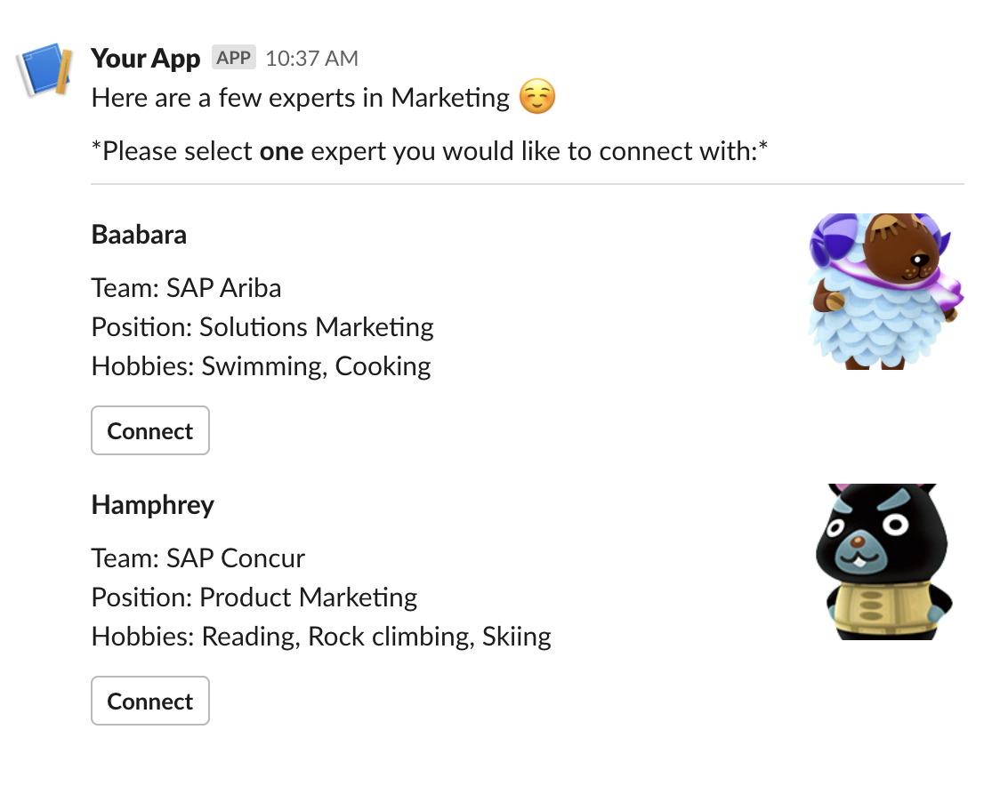 Your App APP 10:37 AM
Here are a few experts in Marketing ☺️
*Please select one expert you would like to connect with:*
Baabara
Team: SAP Ariba
Position: Solutions Marketing
Hobbies: Swimming, Cooking
Connect
Hamphrey
Team: SAP Concur
Position: Product Marketing
Hobbies: Reading, Rock climbing, Skiing
Connect